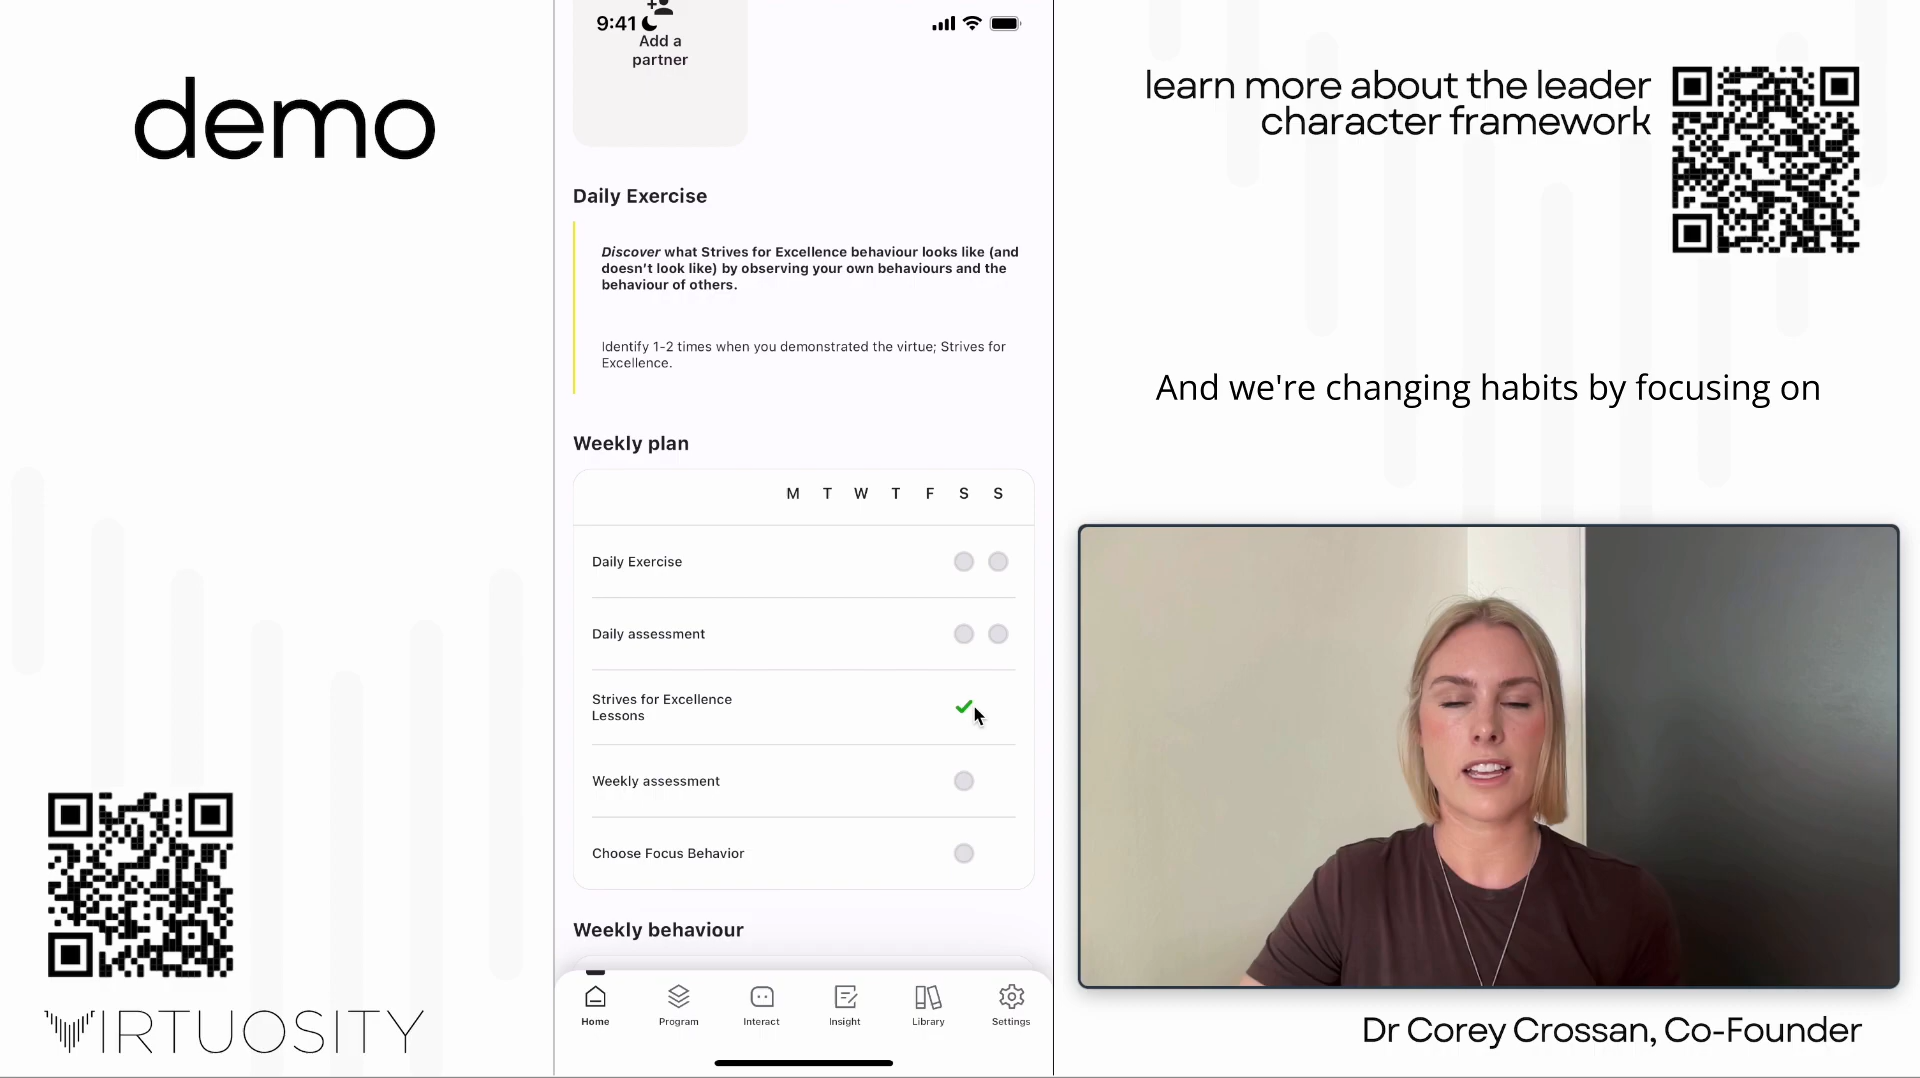 demo
VIRTUOSITY
9:41
Add a
partner
Daily Exercise
Discover what Strives for Excellence behaviour looks like (and
doesn't look like) by observing your own behaviours and the
behaviour of others.
Identify 1-2 times when you demonstrated the virtue; Strives for
Excellence.
Weekly plan
M T W T F S S
Daily Exercise
Daily assessment
Strives for Excellence
Lessons
Weekly assessment
Choose Focus Behavior
Weekly behaviour
Home Program Interact Insight Library Settings
learn more about the leader
character framework
And we're changing habits by focusing on
Dr Corey Crossan, Co-Founder